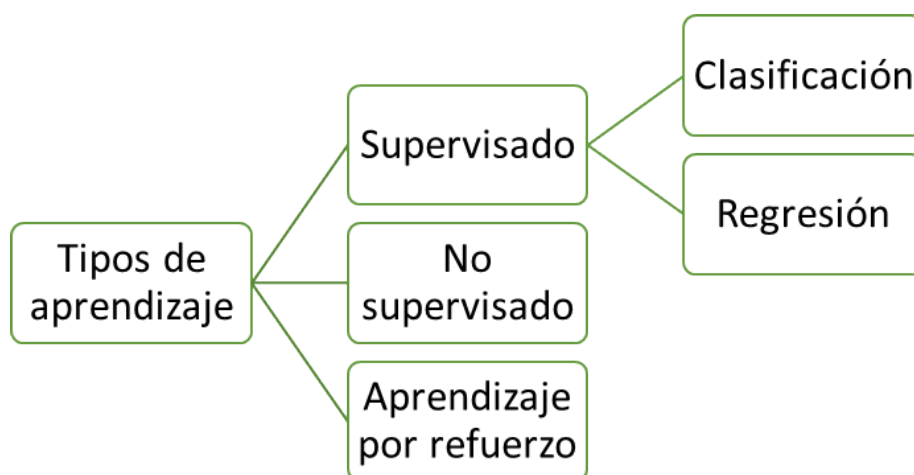 Tipos de
aprendizaje
Supervisado
No
supervisado
Aprendizaje
por refuerzo
Clasificación
Regresión